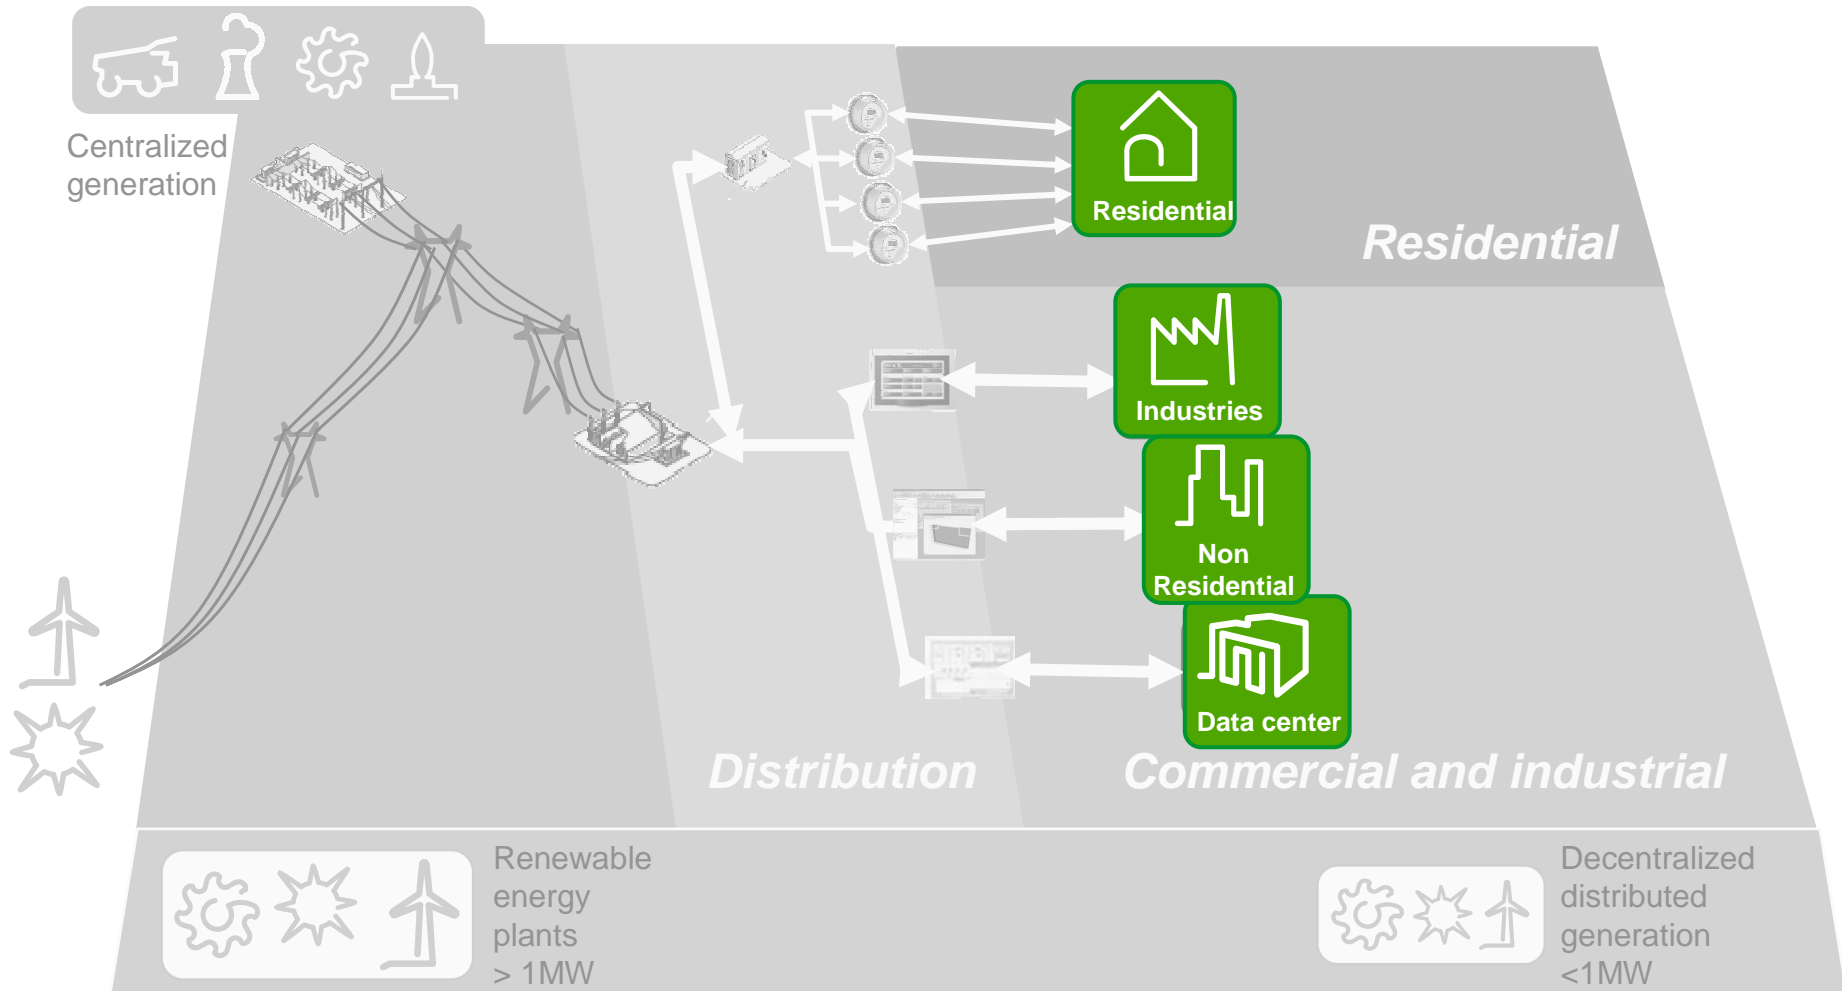 Centralized
generation
Residential
Residential
Industries
Non
Residential
Data center
Distribution
Commercial and industrial
Renewable
energy
plants
> 1MW
Decentralized
distributed
generation
<1MW